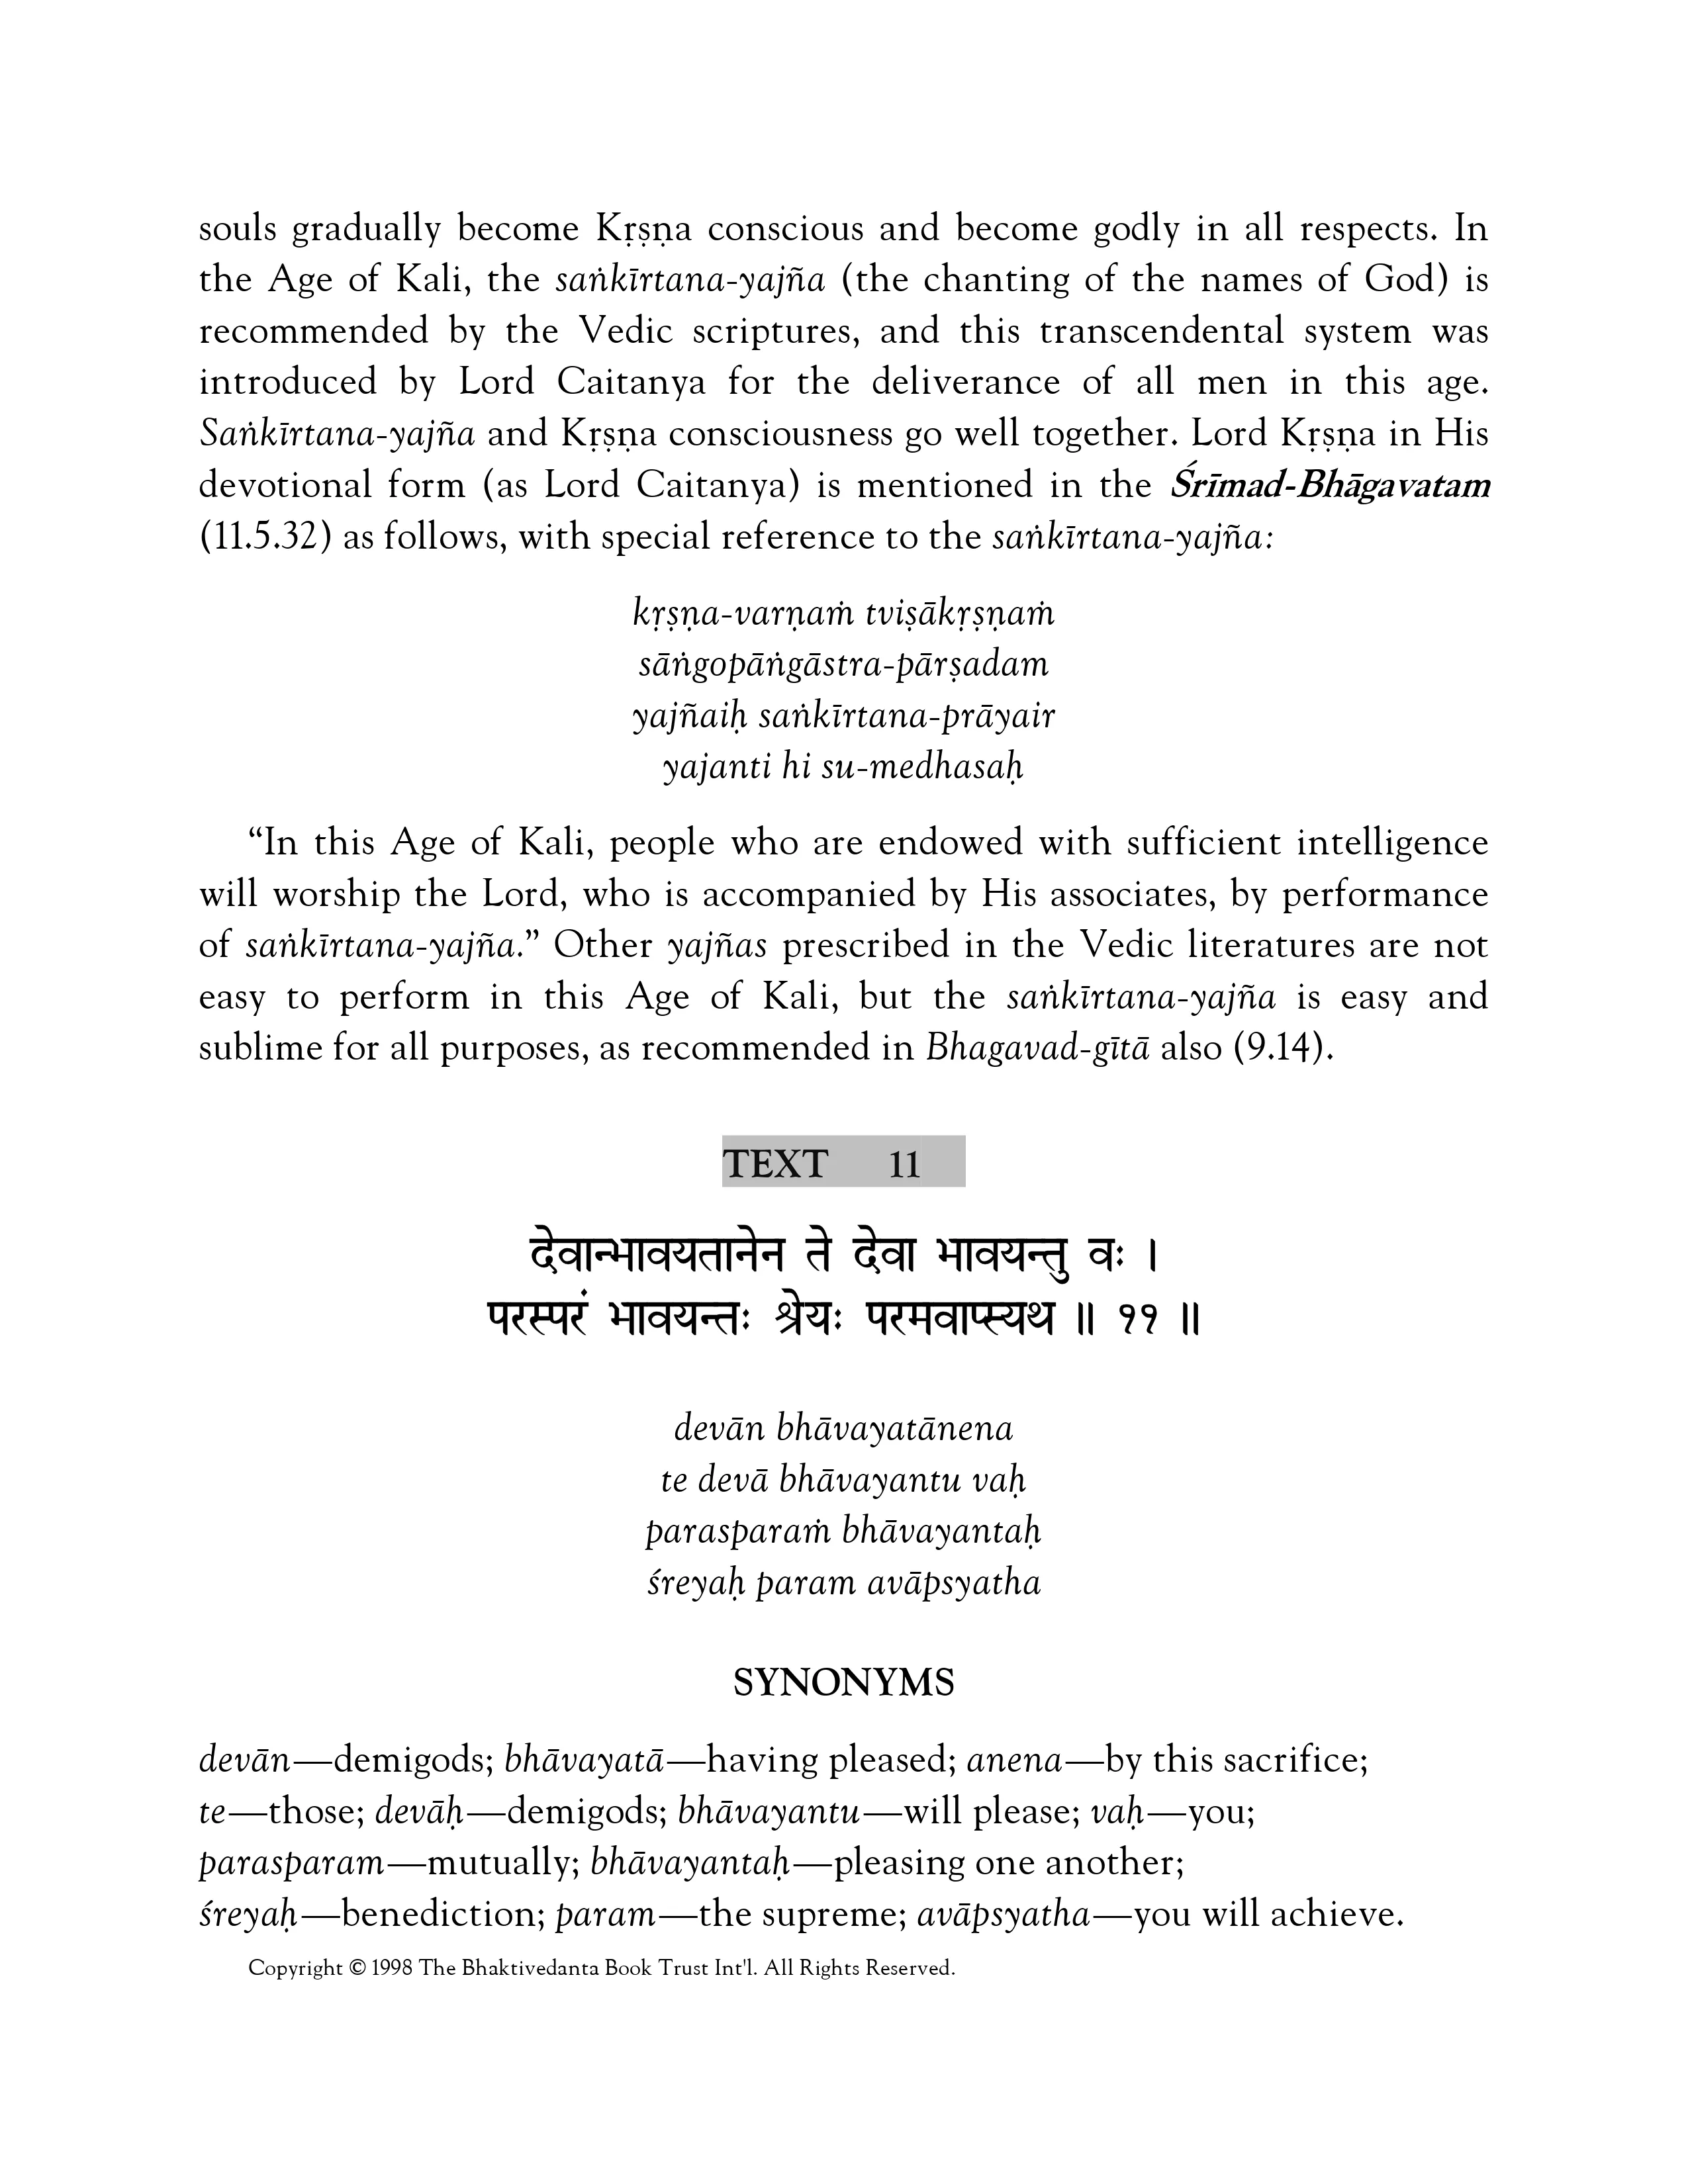 souls gradually become Kṛṣṇa conscious and become godly in all respects. In
the Age of Kali, the saṅkīrtana-yajña (the chanting of the names of God) is
recommended by the Vedic scriptures, and this transcendental system was
introduced by Lord Caitanya for the deliverance of all men in this age.
Saṅkīrtana-yajña and Kṛṣṇa consciousness go well together. Lord Kṛṣṇa in His
devotional form (as Lord Caitanya) is mentioned in the Śrīmad-Bhāgavatam
(11.5.32) as follows, with special reference to the saṅkīrtana-yajña:
kṛṣṇa-varṇaṁ tviṣākṛṣṇaṁ
sāṅgopāṅgāstra-pārṣadam
yajñaiḥ saṅkīrtana-prāyair
yajanti hi su-medhasaḥ
“In this Age of Kali, people who are endowed with sufficient intelligence
will worship the Lord, who is accompanied by His associates, by performance
of saṅkīrtana-yajña.” Other yajñas prescribed in the Vedic literatures are not
easy to perform in this Age of Kali, but the saṅkīrtana-yajña is easy and
sublime for all purposes, as recommended in Bhagavad-gītā also (9.14).
TEXT 11
देवान्भावयतानेन ते देवा भावयन्तु वः ।
परस्परं भावयन्तः श्रेयः परमवाप्स्यथ ॥ ११ ॥
devān bhāvayatānena
te devā bhāvayantu vaḥ
parasparaṁ bhāvayantaḥ
śreyaḥ param avāpsyatha
SYNONYMS
devān—demigods; bhāvayatā—having pleased; anena—by this sacrifice;
te—those; devāḥ—demigods; bhāvayantu—will please; vaḥ—you;
parasparam—mutually; bhāvayantaḥ—pleasing one another;
śreyaḥ—benediction; param—the supreme; avāpsyatha—you will achieve.
Copyright © 1998 The Bhaktivedanta Book Trust Int'l. All Rights Reserved.